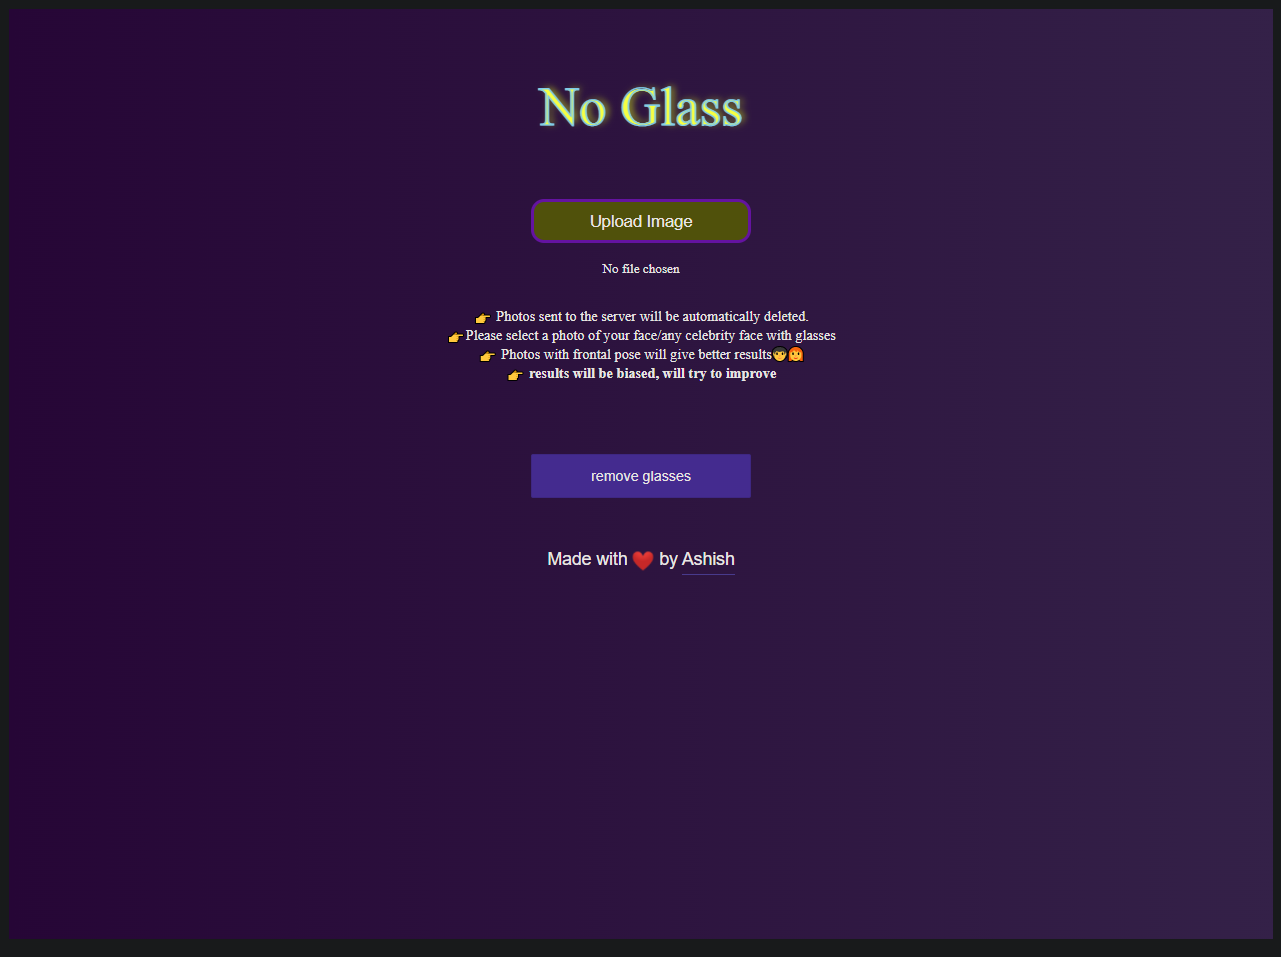 No Glass
Upload Image
No file chosen
👉 Photos sent to the server will be automatically deleted.
👉Please select a photo of your face/any celebrity face with glasses
👉 Photos with frontal pose will give better results👨👩
👉 results will be biased, will try to improve
remove glasses
Made with ❤️ by Ashish